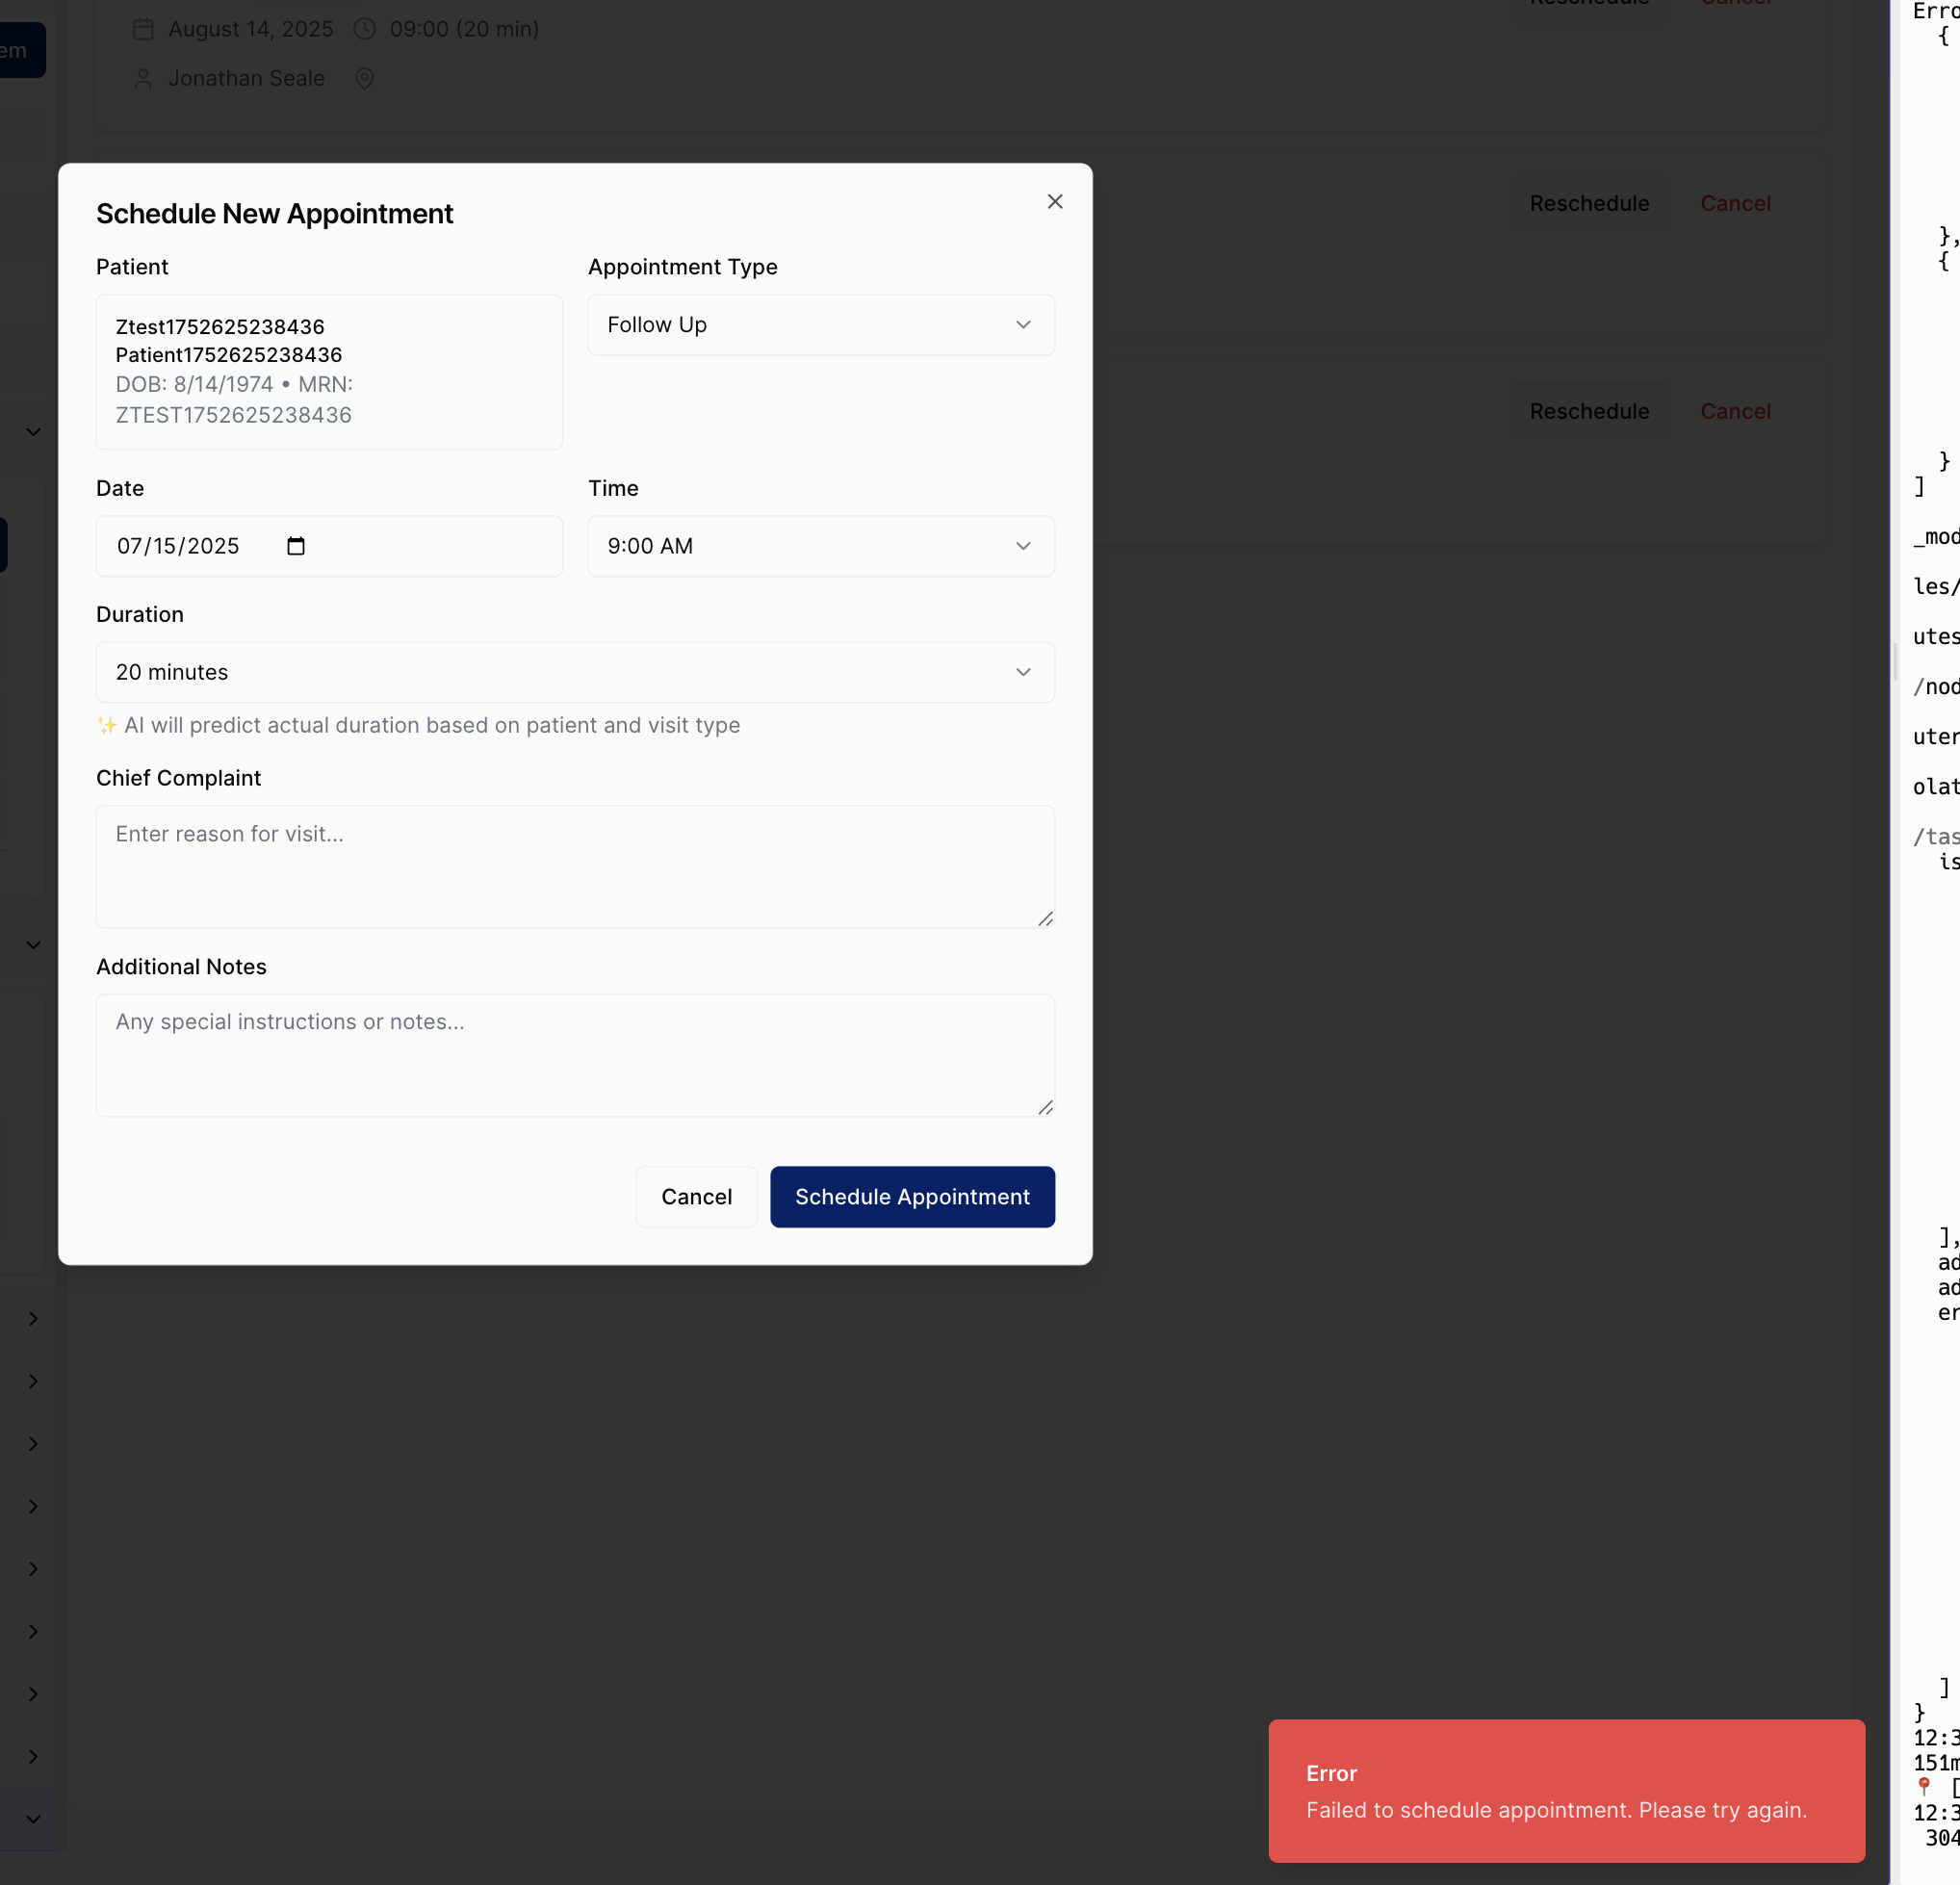 em
August 14, 2025 09:00 (20 min)
Jonathan Seale
Schedule New Appointment
Patient
Appointment Type
Ztest1752625238436
Patient1752625238436
DOB: 8/14/1974 • MRN:
ZTEST1752625238436
Follow Up
Reschedule Cancel
Reschedule Cancel
Date
Time
07/15/2025
9:00 AM
Duration
20 minutes
✨ AI will predict actual duration based on patient and visit type
Chief Complaint
Enter reason for visit...
Additional Notes
Any special instructions or notes...
Cancel
Schedule Appointment
Error
Failed to schedule appointment. Please try again.
Erro
{
},
{
}
]
_mod
les/
utes
/nod
uter
olat
/tas
is
],
ad
ad
er
]
}
12:3
151m
📍 [
12:3
304